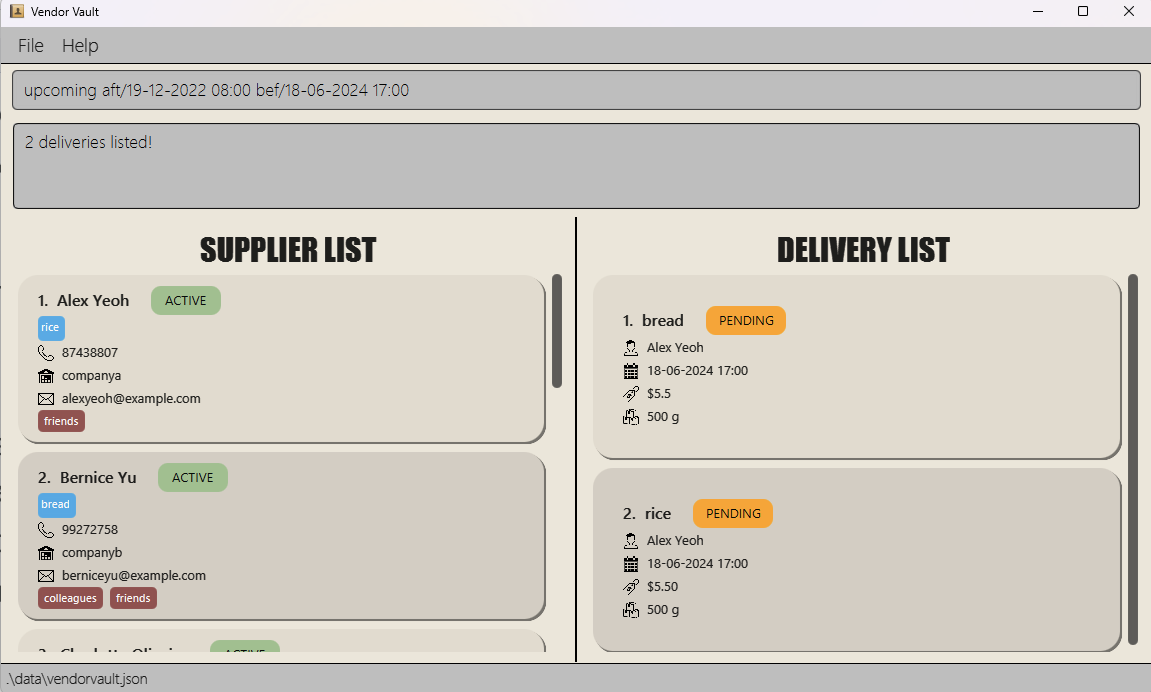 Vendor Vault
File Help
upcoming aft/19-12-2022 08:00 bef/18-06-2024 17:00
2 deliveries listed!
SUPPLIER LIST
1. Alex Yeoh ACTIVE
rice
87438807
companya
alexyeoh@example.com
friends
2. Bernice Yu ACTIVE
bread
99272758
companyb
berniceyu@example.com
colleagues friends
DELIVERY LIST
1. bread PENDING
Alex Yeoh
18-06-2024 17:00
$5.5
500 g
2. rice PENDING
Alex Yeoh
18-06-2024 17:00
$5.50
500 g
.\data\vendorvault.json